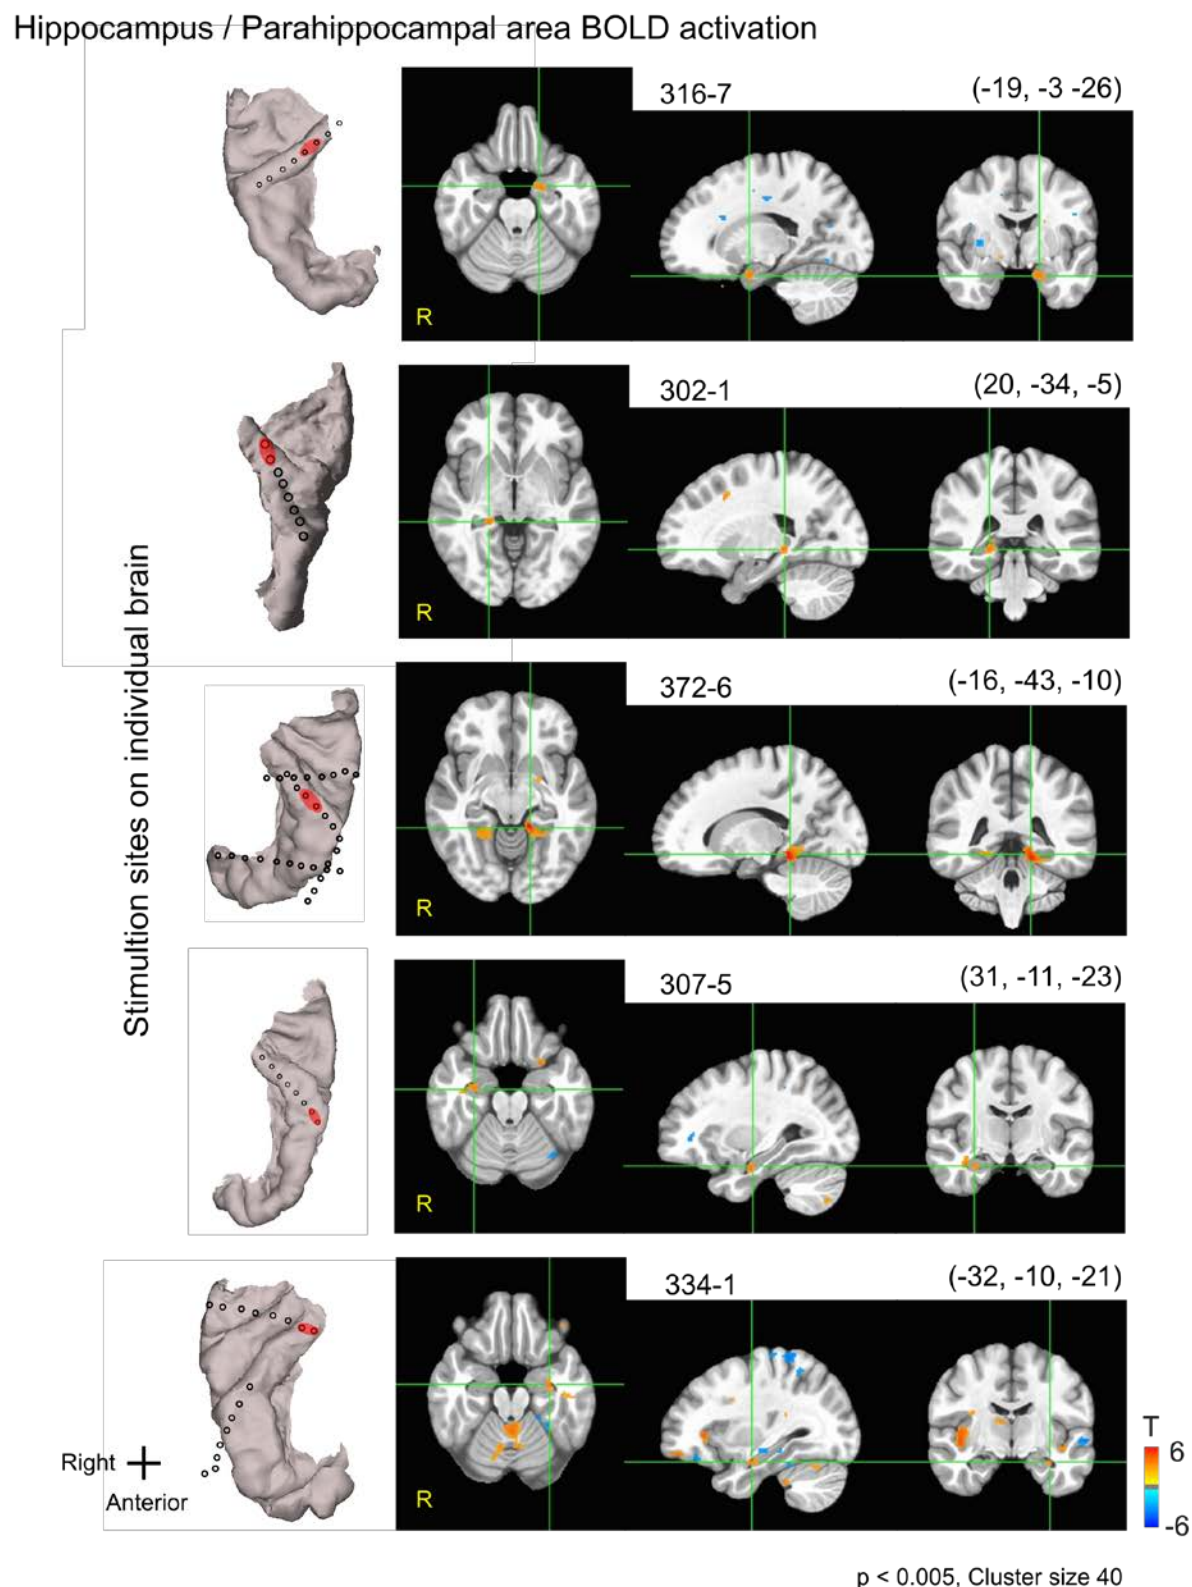 Hippocampus / Parahippocampal area BOLD activation
316-7
(-19, -3 -26)
R
302-1
(20, -34, -5)
R
Stimultion sites on individual brain
372-6
(-16, -43, -10)
R
307-5
(31, -11, -23)
R
334-1
(-32, -10, -21)
R
Right
Anterior
T
6
-6
p < 0.005, Cluster size 40